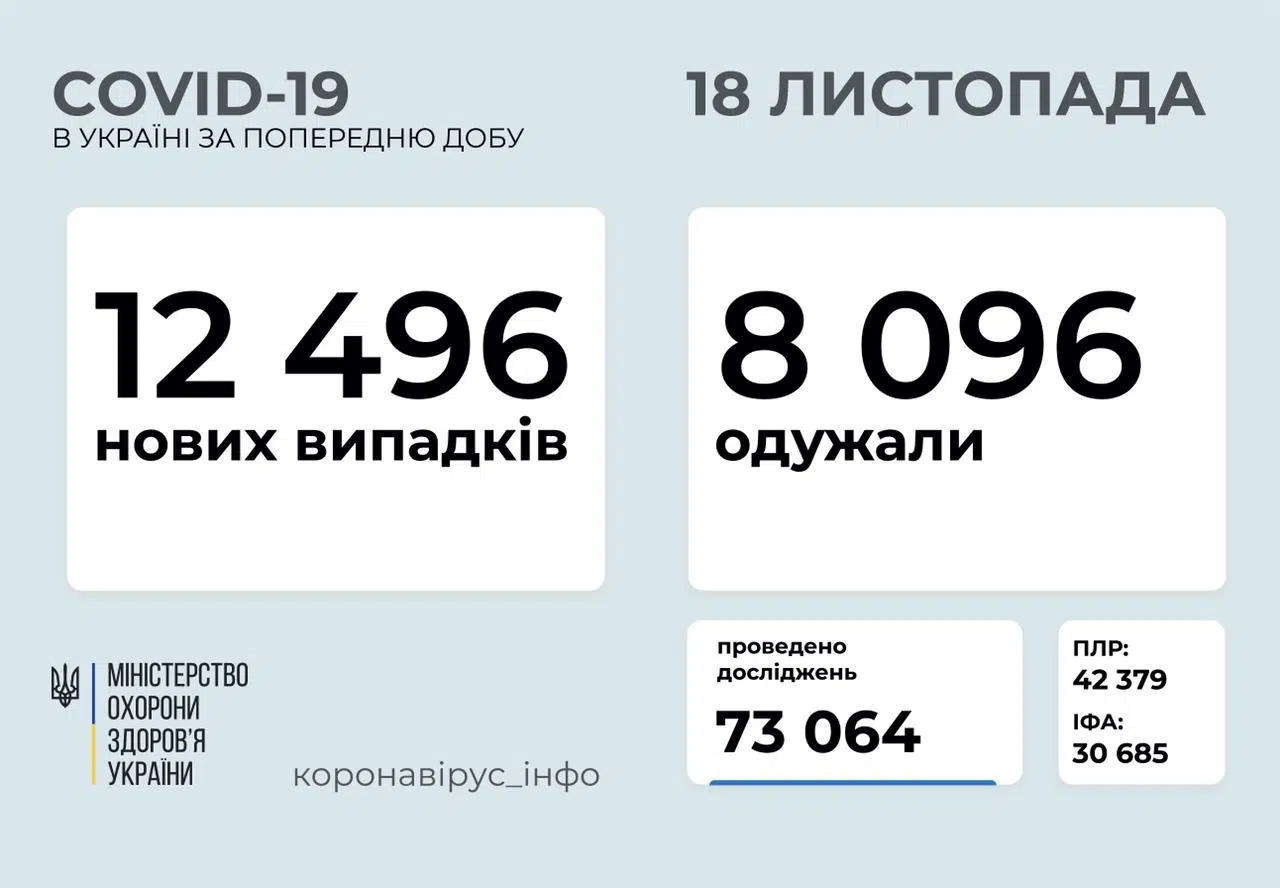 COVID-19
В УКРАЇНІ ЗА ПОПЕРЕДНЮ ДОБУ
18 ЛИСТОПАДА
12 496
нових випадків
8 096
одужали
проведено
досліджень
73 064
ПЛР:
42 379
ІФА:
30 685
МІНІСТЕРСТВО
ОХОРОНИ
ЗДОРОВ'Я
УКРАЇНИ
коронавірус_інфо